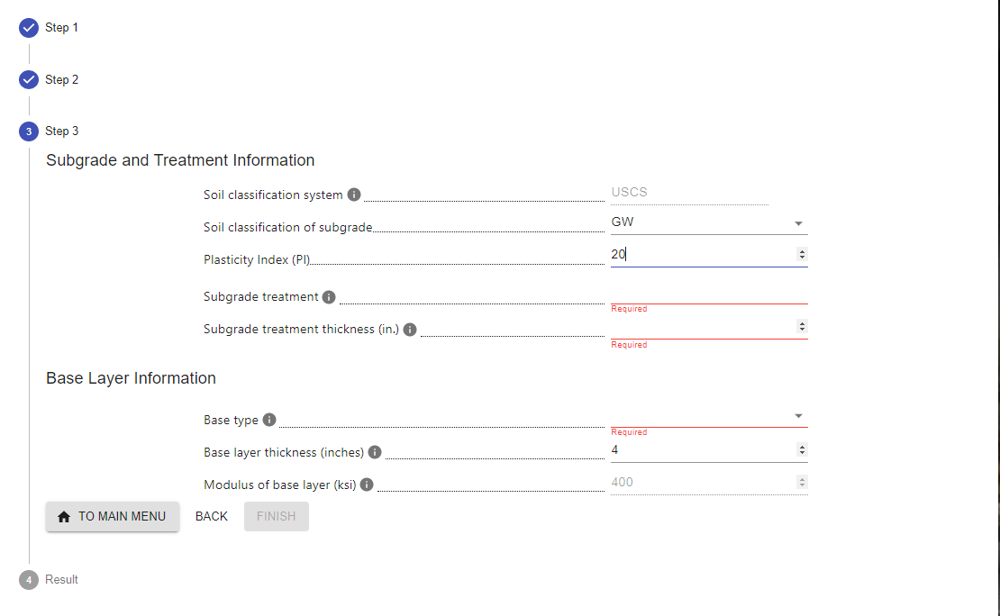 Step 1
Step 2
3 Step 3
Subgrade and Treatment Information
Soil classification system i USCS
Soil classification of subgrade GW
Plasticity Index (PI) 20
Subgrade treatment i
Required
Subgrade treatment thickness (in.) i
Required
Base Layer Information
Base type i
Required
Base layer thickness (inches) i 4
Modulus of base layer (ksi) i 400
TO MAIN MENU BACK FINISH
4 Result